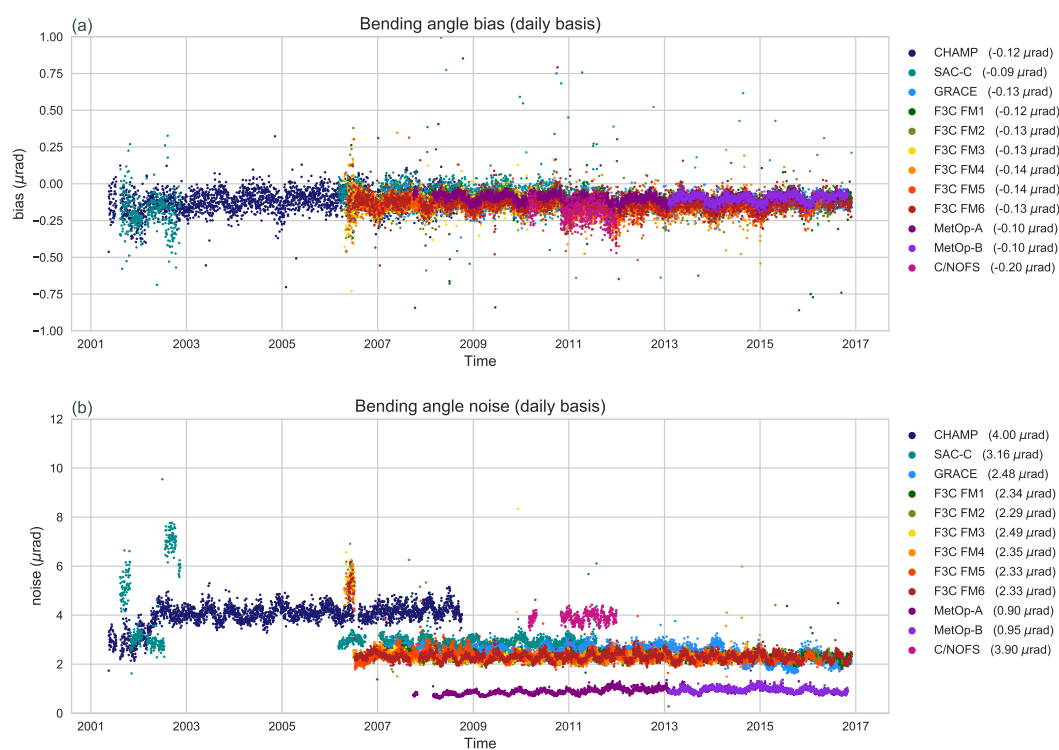 (a)
Bending angle bias (daily basis)
1.00
0.75
0.50
0.25
0.00
−0.25
−0.50
−0.75
−1.00
bias (μrad)
2001 2003 2005 2007 2009 2011 2013 2015 2017
Time
CHAMP (-0.12 μrad)
SAC-C (-0.09 μrad)
GRACE (-0.13 μrad)
F3C FM1 (-0.12 μrad)
F3C FM2 (-0.13 μrad)
F3C FM3 (-0.13 μrad)
F3C FM4 (-0.14 μrad)
F3C FM5 (-0.14 μrad)
F3C FM6 (-0.13 μrad)
MetOp-A (-0.10 μrad)
MetOp-B (-0.10 μrad)
C/NOFS (-0.20 μrad)
(b)
Bending angle noise (daily basis)
12
10
8
6
4
2
0
noise (μrad)
2001 2003 2005 2007 2009 2011 2013 2015 2017
Time
CHAMP (4.00 μrad)
SAC-C (3.16 μrad)
GRACE (2.48 μrad)
F3C FM1 (2.34 μrad)
F3C FM2 (2.29 μrad)
F3C FM3 (2.49 μrad)
F3C FM4 (2.35 μrad)
F3C FM5 (2.33 μrad)
F3C FM6 (2.33 μrad)
MetOp-A (0.90 μrad)
MetOp-B (0.95 μrad)
C/NOFS (3.90 μrad)